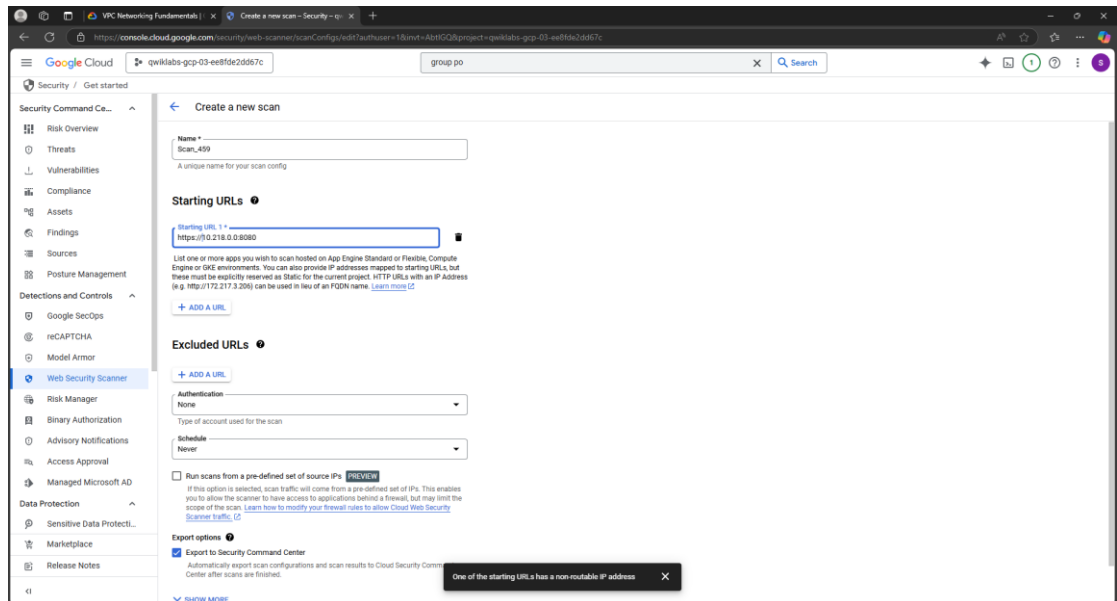 VPC Networking Fundamentals |
Create a new scan – Security – qw
https://console.cloud.google.com/security/web-scanner/scanConfigs/edit?authuser=1&invt=AbtlGQ&project=qwiklabs-gcp-03-ee8fde2dd67c
Google Cloud
qwiklabs-gcp-03-ee8fde2dd67c
group po
Search
1
S
Security / Get started
Security Command Ce...
Risk Overview
Threats
Vulnerabilities
Compliance
Assets
Findings
Sources
Posture Management
Detections and Controls
Google SecOps
reCAPTCHA
Model Armor
Web Security Scanner
Risk Manager
Binary Authorization
Advisory Notifications
Access Approval
Managed Microsoft AD
Data Protection
Sensitive Data Protecti...
Marketplace
Release Notes
Create a new scan
Name *
Scan_459
A unique name for your scan config
Starting URLs
Starting URL 1 *
https://10.218.0.0:8080
List one or more apps you wish to scan hosted on App Engine Standard or Flexible, Compute
Engine or GKE environments. You can also provide IP addresses mapped to starting URLs, but
these must be explicitly reserved as Static for the current project. HTTP URLs with an IP Address
(e.g. http://172.217.3.206) can be used in lieu of an FQDN name. Learn more
+ ADD A URL
Excluded URLs
+ ADD A URL
Authentication
None
Type of account used for the scan
Schedule
Never
Run scans from a pre-defined set of source IPs PREVIEW
If this option is selected, scan traffic will come from a pre-defined set of IPs. This enables
you to allow the scanner to have access to applications behind a firewall, but may limit the
scope of the scan. Learn how to modify your firewall rules to allow Cloud Web Security
Scanner traffic.
Export options
Export to Security Command Center
Automatically export scan configurations and scan results to Cloud Security Comm
Center after scans are finished.
One of the starting URLs has a non-routable IP address
SHOW MORE